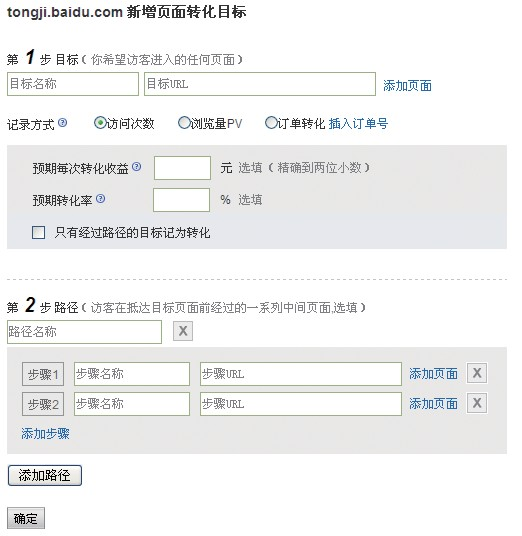 tongji.baidu.com 新增页面转化目标
第 1 步 目标（你希望访客进入的任何页面）
目标名称 目标URL 添加页面
记录方式 ? 访问次数 浏览量PV 订单转化 插入订单号
预期每次转化收益 ? 元 选填（精确到两位小数）
预期转化率 ? % 选填
只有经过路径的目标记为转化
第 2 步 路径（访客在抵达目标页面前经过的一系列中间页面,选填）
路径名称 X
步骤1 步骤名称 步骤URL 添加页面 X
步骤2 步骤名称 步骤URL 添加页面 X
添加步骤
添加路径
确定